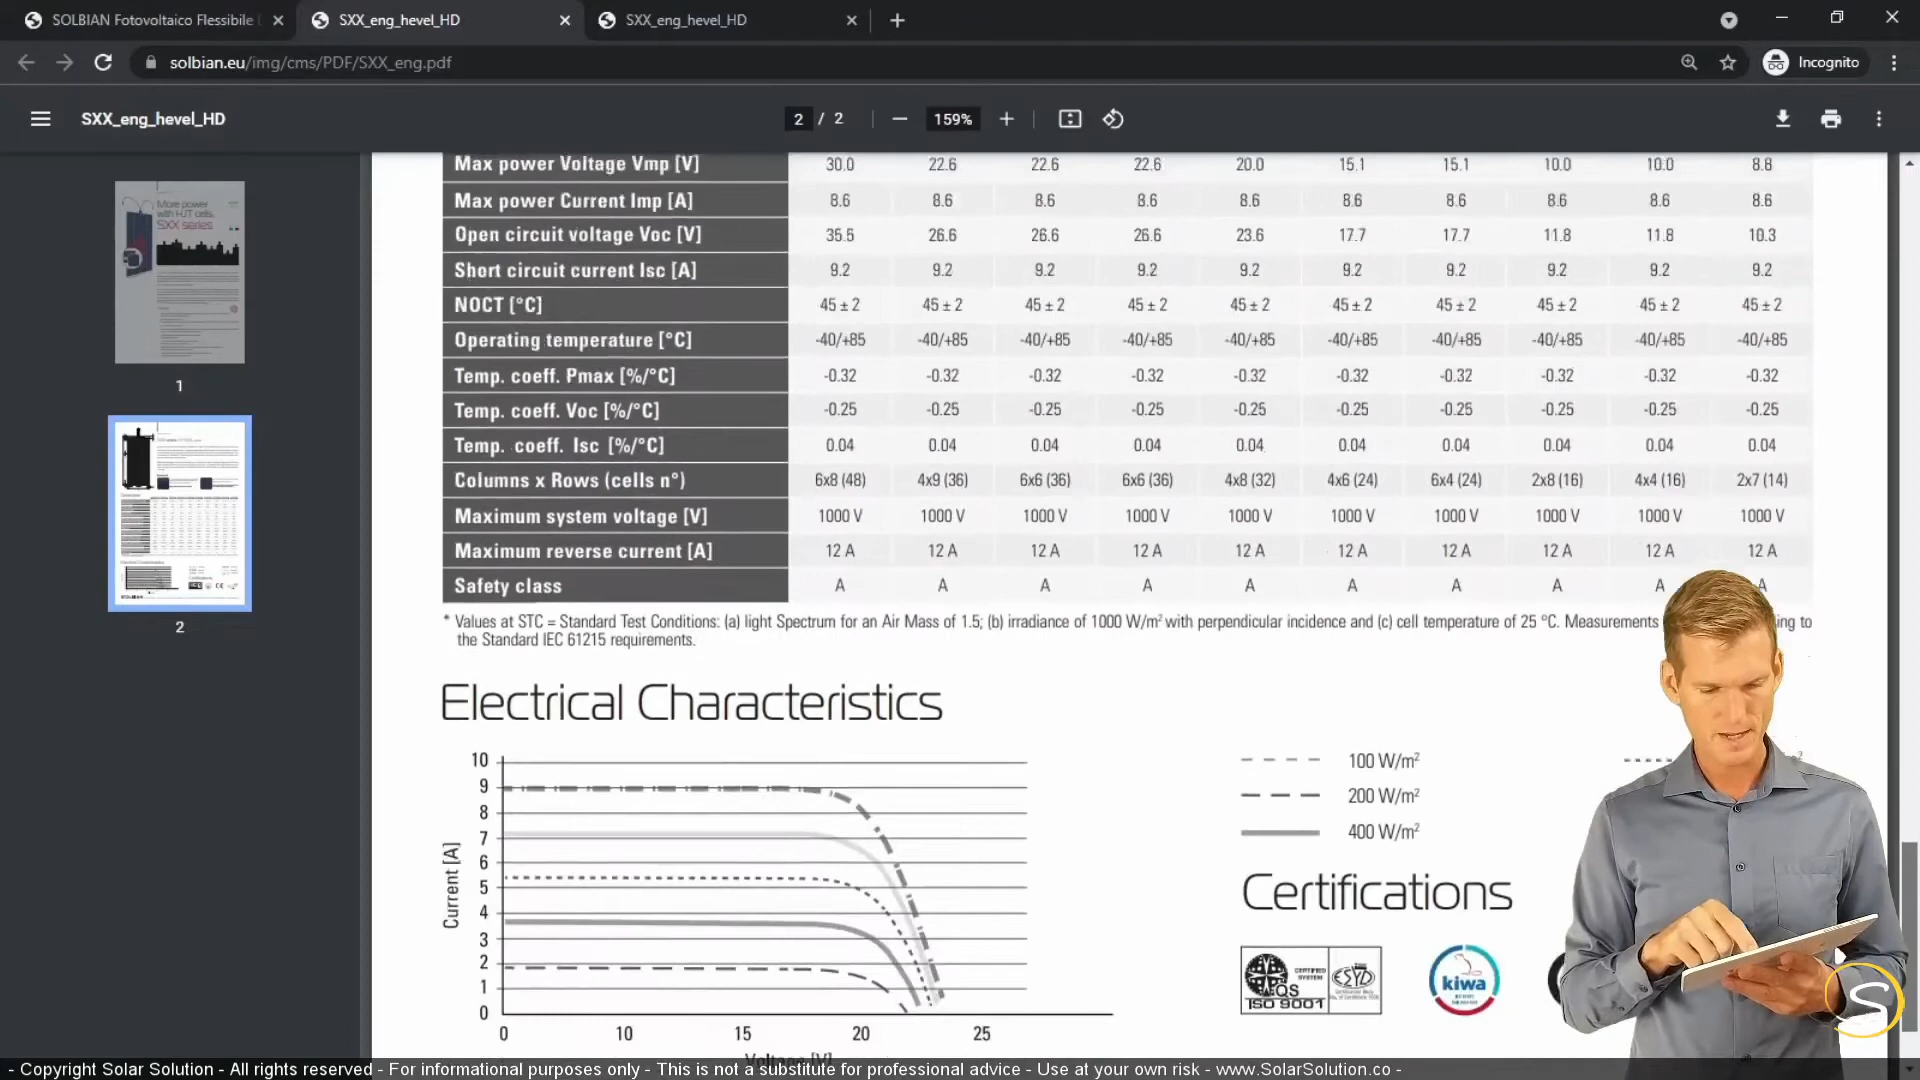 SOLBIAN Fotovoltaico Flessibile
SXX_eng_hevel_HD
SXX_eng_hevel_HD
solbian.eu/img/cms/PDF/SXX_eng.pdf
Incognito
SXX_eng_hevel_HD
2 / 2
159%
More power
with HJT cells,
SXX series
1
2
Max power Voltage Vmp [V] 30.0 22.6 22.6 22.6 20.0 15.1 15.1 10.0 10.0 8.8
Max power Current Imp [A] 8.6 8.6 8.6 8.6 8.6 8.6 8.6 8.6 8.6 8.6
Open circuit voltage Voc [V] 35.5 26.6 26.6 26.6 23.6 17.7 17.7 11.8 11.8 10.3
Short circuit current Isc [A] 9.2 9.2 9.2 9.2 9.2 9.2 9.2 9.2 9.2 9.2
NOCT [°C] 45 ± 2 45 ± 2 45 ± 2 45 ± 2 45 ± 2 45 ± 2 45 ± 2 45 ± 2 45 ± 2 45 ± 2
Operating temperature [°C] -40/+85 -40/+85 -40/+85 -40/+85 -40/+85 -40/+85 -40/+85 -40/+85 -40/+85 -40/+85
Temp. coeff. Pmax [%/°C] -0.32 -0.32 -0.32 -0.32 -0.32 -0.32 -0.32 -0.32 -0.32 -0.32
Temp. coeff. Voc [%/°C] -0.25 -0.25 -0.25 -0.25 -0.25 -0.25 -0.25 -0.25 -0.25 -0.25
Temp. coeff. Isc [%/°C] 0.04 0.04 0.04 0.04 0.04 0.04 0.04 0.04 0.04 0.04
Columns x Rows (cells n°) 6x8 (48) 4x9 (36) 6x6 (36) 6x6 (36) 4x8 (32) 4x6 (24) 6x4 (24) 2x8 (16) 4x4 (16) 2x7 (14)
Maximum system voltage [V] 1000 V 1000 V 1000 V 1000 V 1000 V 1000 V 1000 V 1000 V 1000 V 1000 V
Maximum reverse current [A] 12 A 12 A 12 A 12 A 12 A 12 A 12 A 12 A 12 A 12 A
Safety class A A A A A A A A A A
* Values at STC = Standard Test Conditions: (a) light Spectrum for an Air Mass of 1.5; (b) irradiance of 1000 W/m² with perpendicular incidence and (c) cell temperature of 25 °C. Measurements ing to
the Standard IEC 61215 requirements.
Electrical Characteristics
Current [A]
10
9
8
7
6
5
4
3
2
1
0
0 10 15 20 25
Voltage [V]
100 W/m²
200 W/m²
400 W/m²
Certifications
QS
CERTIFIED
SYSTEM
ISO 9001
ESYD
kiwa
S
- Copyright Solar Solution - All rights reserved - For informational purposes only - This is not a substitute for professional advice - Use at your own risk - www.SolarSolution.co -